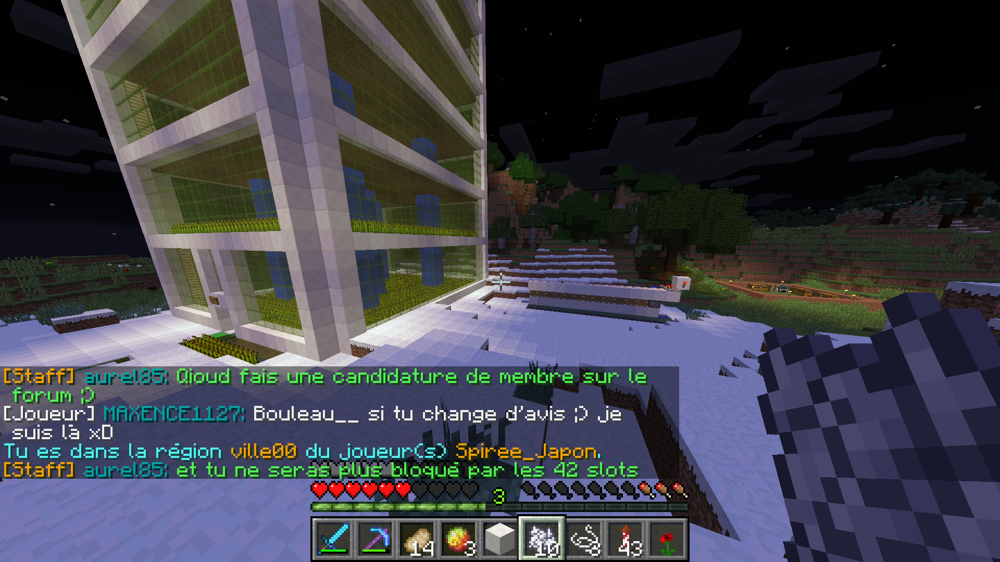 [Staff] aurel85: Qioud fais une candidature de membre sur le
forum ;)
[Joueur] MAXENCE1127: Bouleau__ si tu change d'avis ;) je
suis là xD
Tu es dans la région ville00 du joueur(s) Spiree_Japon.
[Staff] aurel85: et tu ne seras plus bloqué par les 42 slots
3
14
3
10
8
43